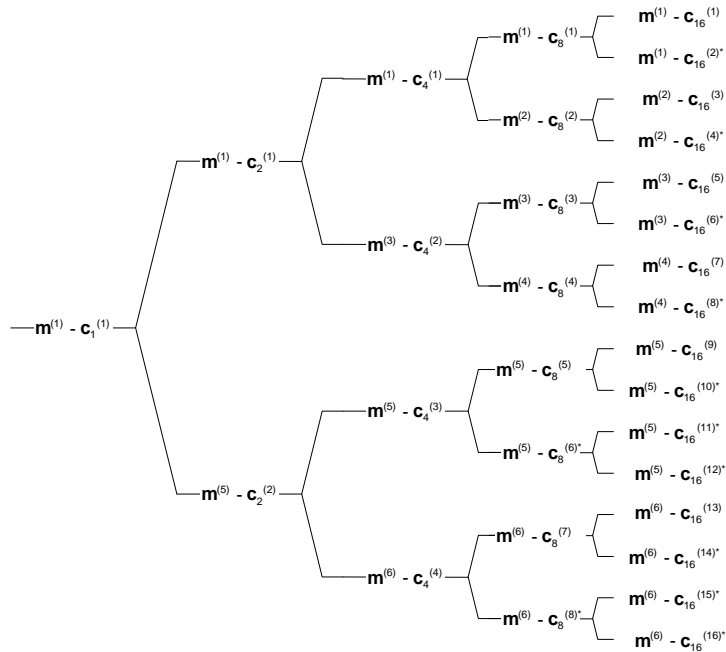 m(1) - c16(1)
m(1) - c8(1)
m(1) - c16(2)*
m(1) - c4(1)
m(2) - c16(3)
m(2) - c8(2)
m(2) - c16(4)*
m(1) - c2(1)
m(3) - c16(5)
m(3) - c8(3)
m(3) - c16(6)*
m(3) - c4(2)
m(4) - c16(7)
m(4) - c8(4)
m(4) - c16(8)*
m(1) - c1(1)
m(5) - c16(9)
m(5) - c8(5)
m(5) - c16(10)*
m(5) - c4(3)
m(5) - c16(11)*
m(5) - c8(6)*
m(5) - c16(12)*
m(5) - c2(2)
m(6) - c16(13)
m(6) - c8(7)
m(6) - c16(14)*
m(6) - c4(4)
m(6) - c16(15)*
m(6) - c8(8)*
m(6) - c16(16)*